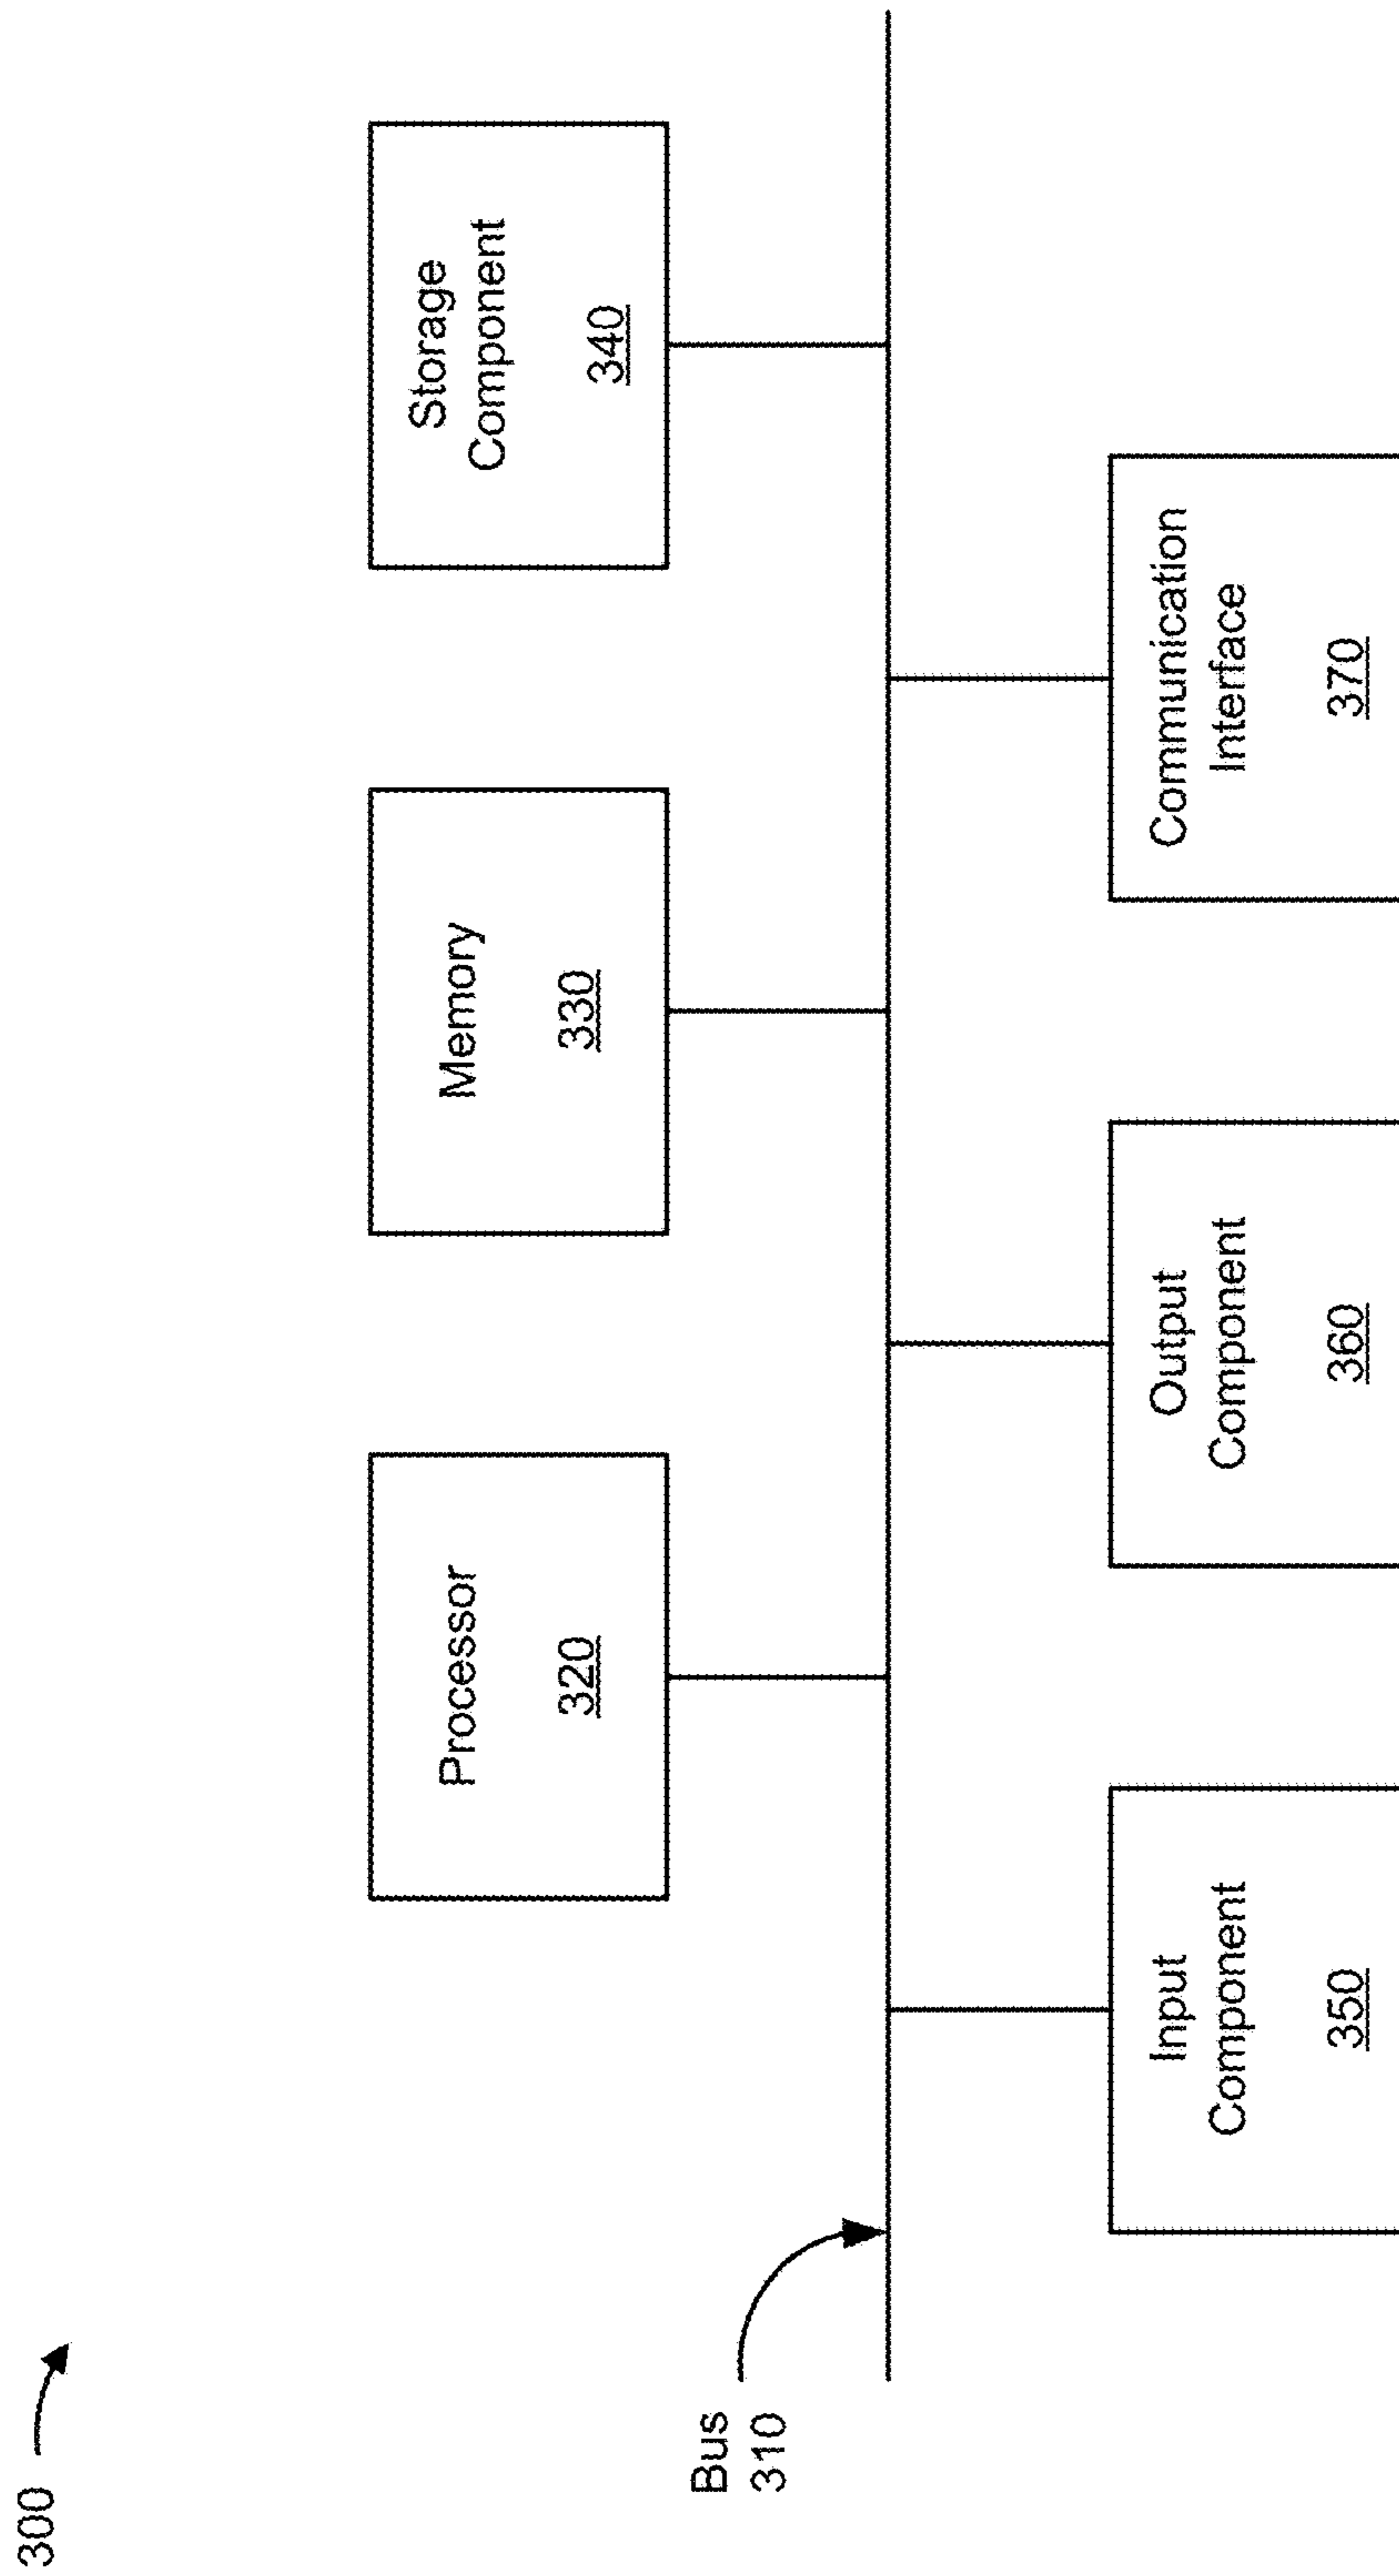 300
Bus
310
Processor
320
Memory
330
Storage
Component
340
Input
Component
350
Output
Component
360
Communication
Interface
370